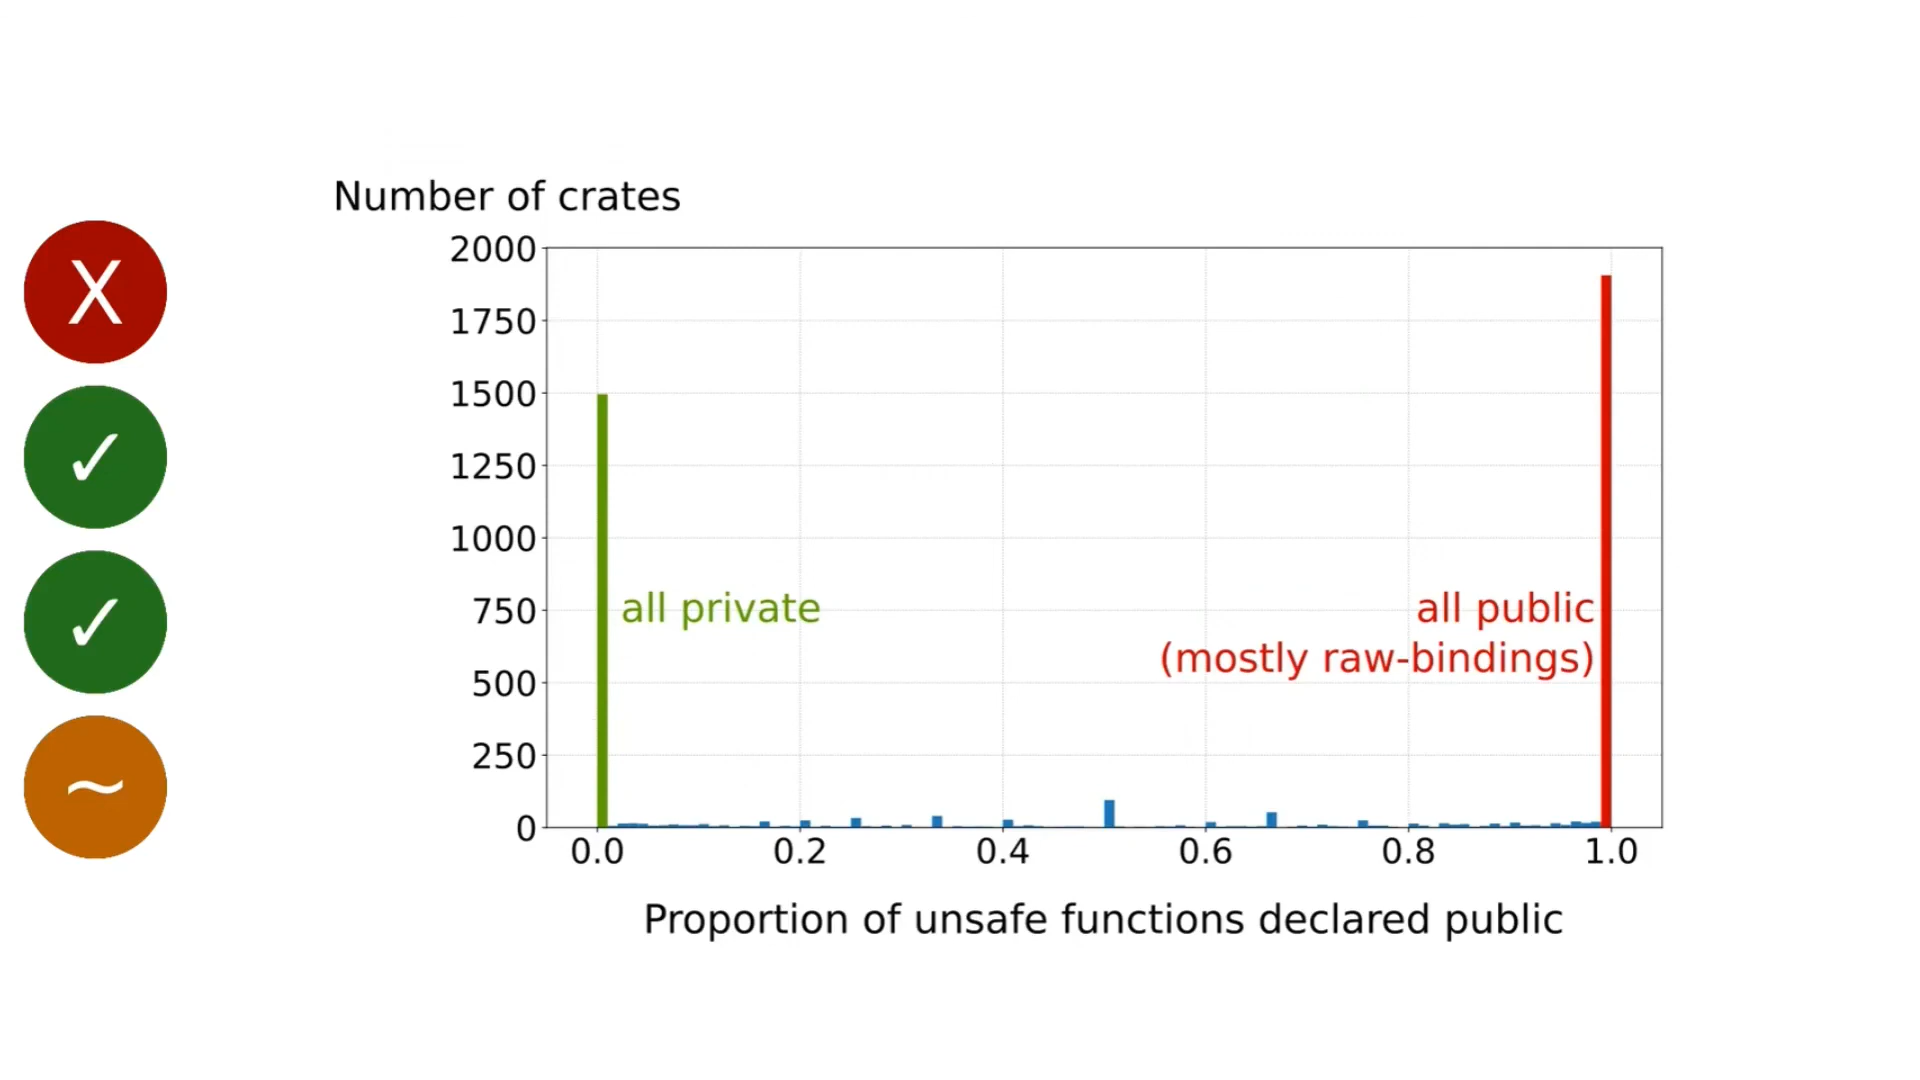 Number of crates
2000
1750
1500
1250
1000
750
500
250
0
all private
all public
(mostly raw-bindings)
0.0 0.2 0.4 0.6 0.8 1.0
Proportion of unsafe functions declared public
X
✓
✓
~